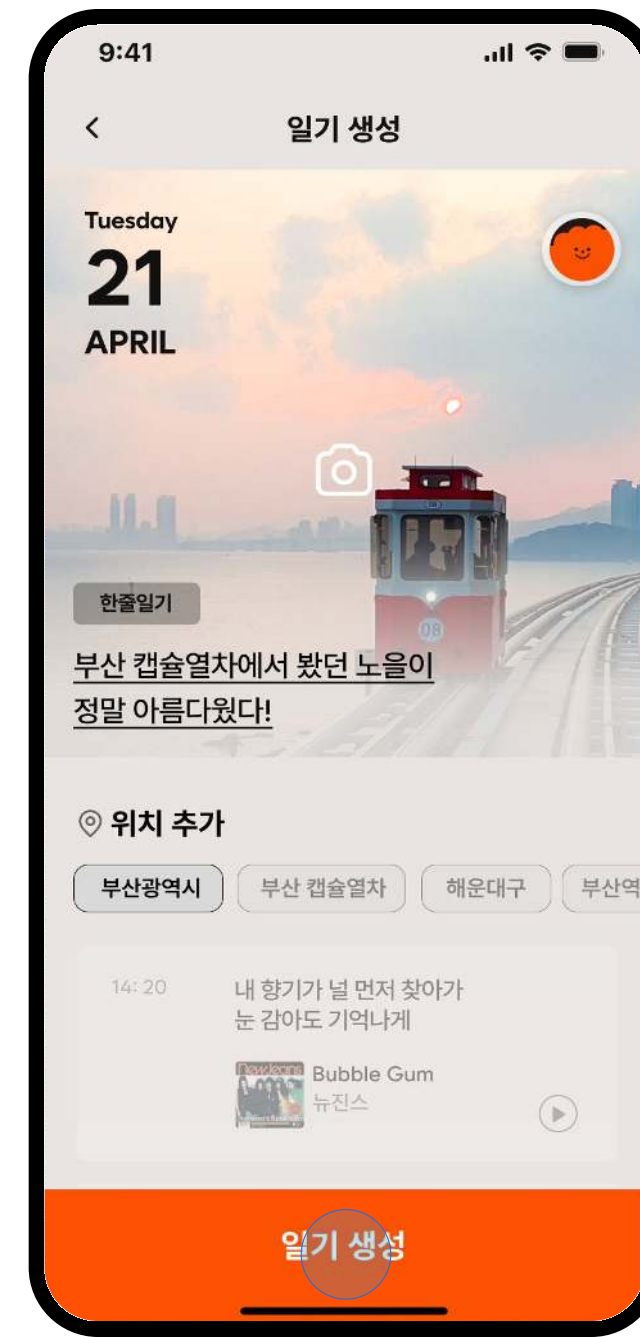 9:41
일기 생성
Tuesday
21
APRIL
08
한줄일기
부산 캡슐열차에서 봤던 노을이
정말 아름다웠다!
위치 추가
부산광역시
부산 캡슐열차
해운대구
부산역
14: 20
내 향기가 널 먼저 찾아가
눈 감아도 기억나게
NewJeans
Bubble Gum
뉴진스
일기 생성